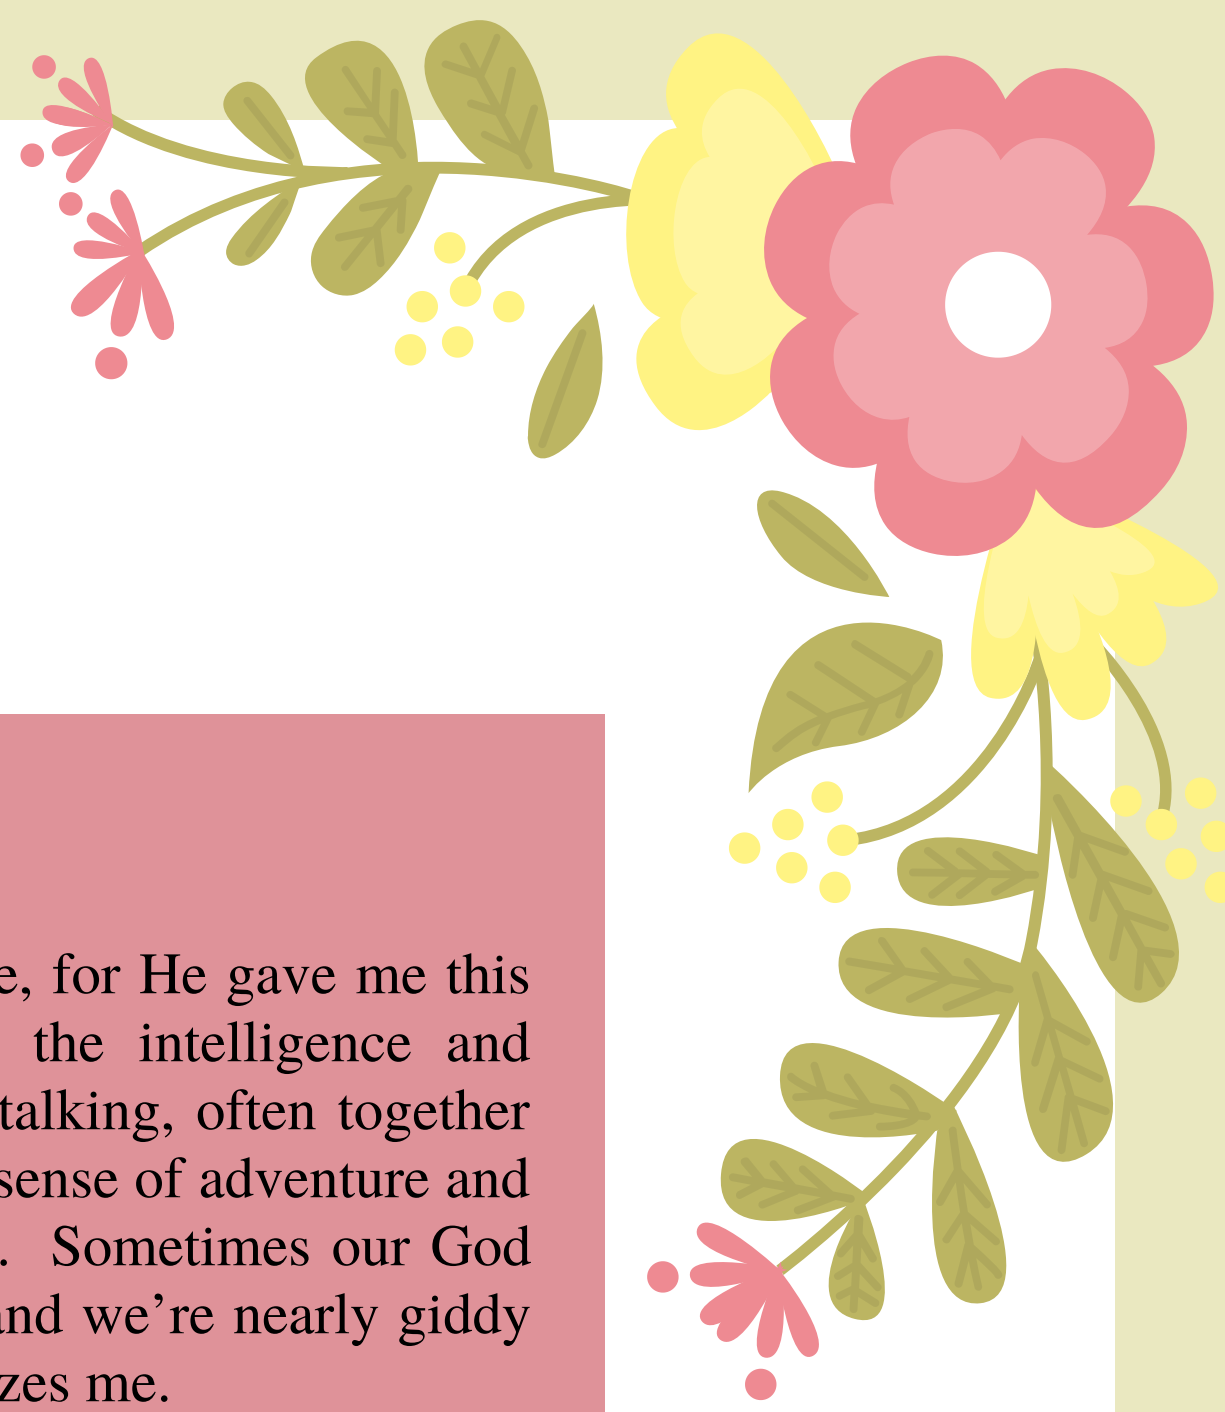 e, for He gave me this
the intelligence and
talking, often together
sense of adventure and
. Sometimes our God
and we’re nearly giddy
zes me.